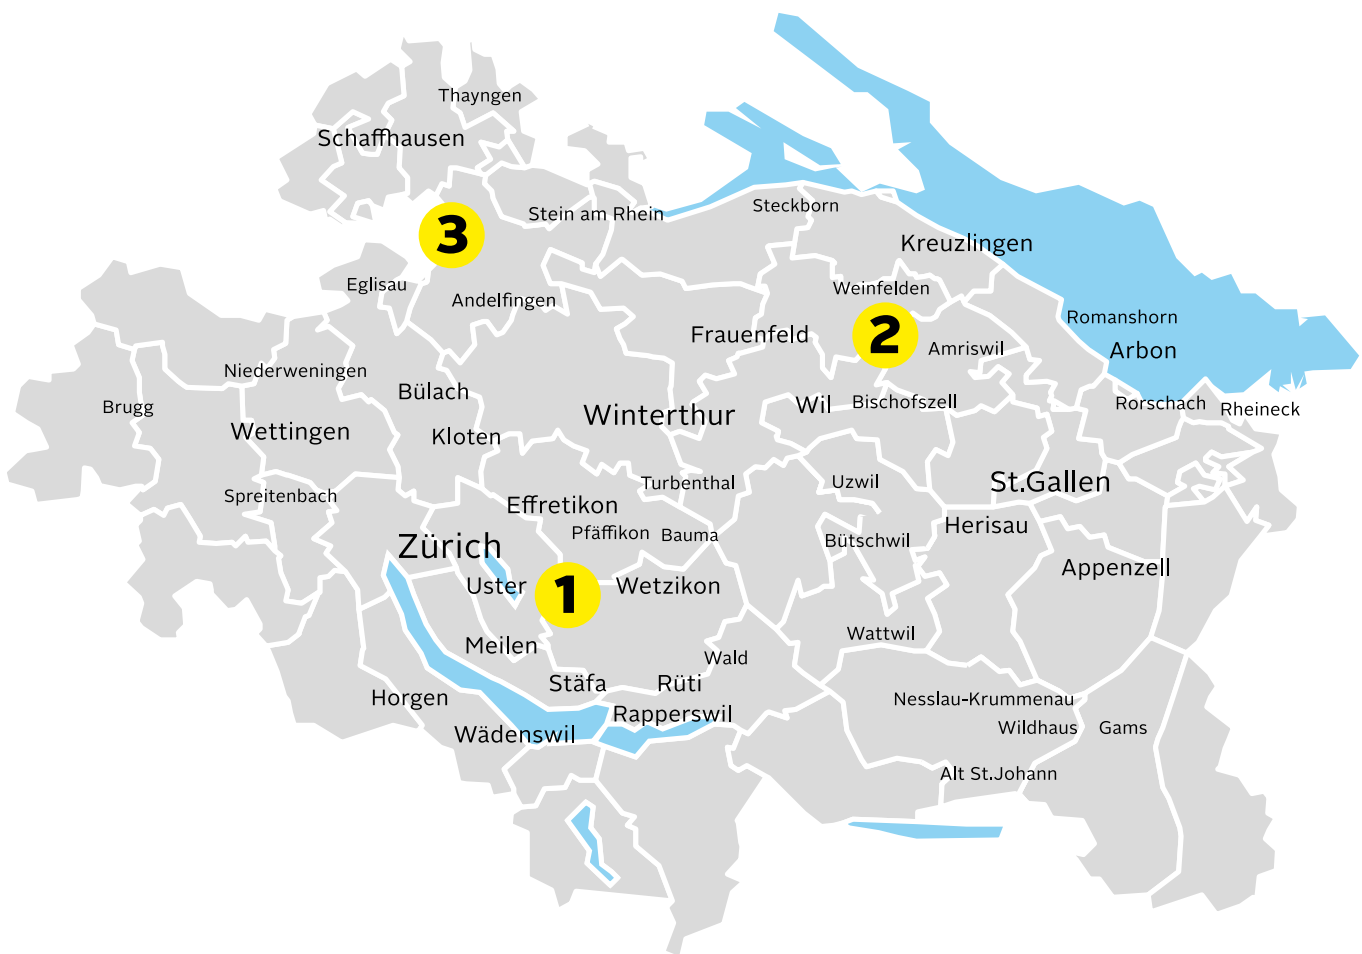 Thayngen
Schaffhausen
Steckborn
Stein am Rhein
3
Kreuzlingen
Eglisau
Weinfelden
Andelfingen
Romanshorn
Frauenfeld
2
Amriswil
Arbon
Niederweningen
Bülach
Brugg
Winterthur
Wil
Bischofszell
Rorschach
Rheineck
Wettingen
Kloten
Turbenthal
Uzwil
St.Gallen
Spreitenbach
Effretikon
Herisau
Pfäffikon
Bauma
Bütschwil
Zürich
Appenzell
Uster
1
Wetzikon
Wattwil
Meilen
Wald
Stäfa
Rüti
Horgen
Nesslau-Krummenau
Rapperswil
Wildhaus
Gams
Wädenswil
Alt St.Johann